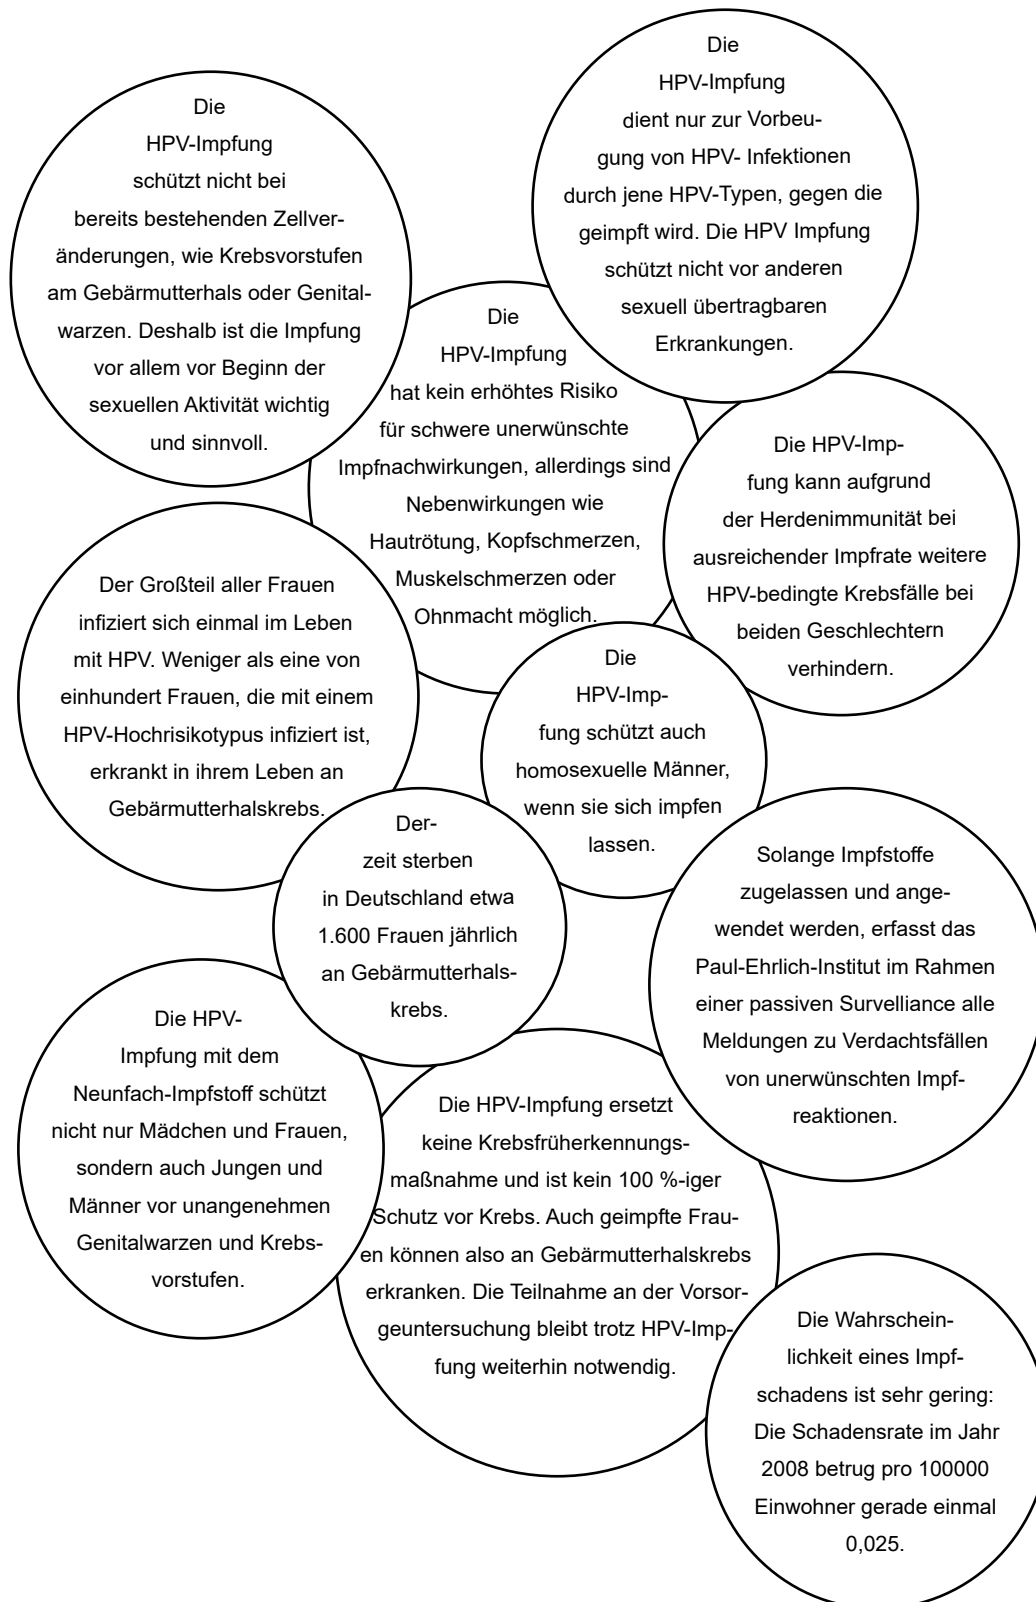 Die
HPV-Impfung
schützt nicht bei
bereits bestehenden Zellver-
änderungen, wie Krebsvorstufen
am Gebärmutterhals oder Genital-
warzen. Deshalb ist die Impfung
vor allem vor Beginn der
sexuellen Aktivität wichtig
und sinnvoll.
Die
HPV-Impfung
dient nur zur Vorbeu-
gung von HPV- Infektionen
durch jene HPV-Typen, gegen die
geimpft wird. Die HPV Impfung
schützt nicht vor anderen
sexuell übertragbaren
Erkrankungen.
Die
HPV-Impfung
hat kein erhöhtes Risiko
für schwere unerwünschte
Impfnachwirkungen, allerdings sind
Nebenwirkungen wie
Hautrötung, Kopfschmerzen,
Muskelschmerzen oder
Ohnmacht möglich.
Die HPV-Imp-
fung kann aufgrund
der Herdenimmunität bei
ausreichender Impfrate weitere
HPV-bedingte Krebsfälle bei
beiden Geschlechtern
verhindern.
Der Großteil aller Frauen
infiziert sich einmal im Leben
mit HPV. Weniger als eine von
einhundert Frauen, die mit einem
HPV-Hochrisikotypus infiziert ist,
erkrankt in ihrem Leben an
Gebärmutterhalskrebs.
Die
HPV-Imp-
fung schützt auch
homosexuelle Männer,
wenn sie sich impfen
lassen.
Der-
zeit sterben
in Deutschland etwa
1.600 Frauen jährlich
an Gebärmutterhals-
krebs.
Solange Impfstoffe
zugelassen und ange-
wendet werden, erfasst das
Paul-Ehrlich-Institut im Rahmen
einer passiven Survelliance alle
Meldungen zu Verdachtsfällen
von unerwünschten Impf-
reaktionen.
Die HPV-
Impfung mit dem
Neunfach-Impfstoff schützt
nicht nur Mädchen und Frauen,
sondern auch Jungen und
Männer vor unangenehmen
Genitalwarzen und Krebs-
vorstufen.
Die HPV-Impfung ersetzt
keine Krebsfrüherkennungs-
maßnahme und ist kein 100 %-iger
Schutz vor Krebs. Auch geimpfte Frau-
en können also an Gebärmutterhalskrebs
erkranken. Die Teilnahme an der Vorsor-
geuntersuchung bleibt trotz HPV-Imp-
fung weiterhin notwendig.
Die Wahrschein-
lichkeit eines Impf-
schadens ist sehr gering:
Die Schadensrate im Jahr
2008 betrug pro 100000
Einwohner gerade einmal
0,025.